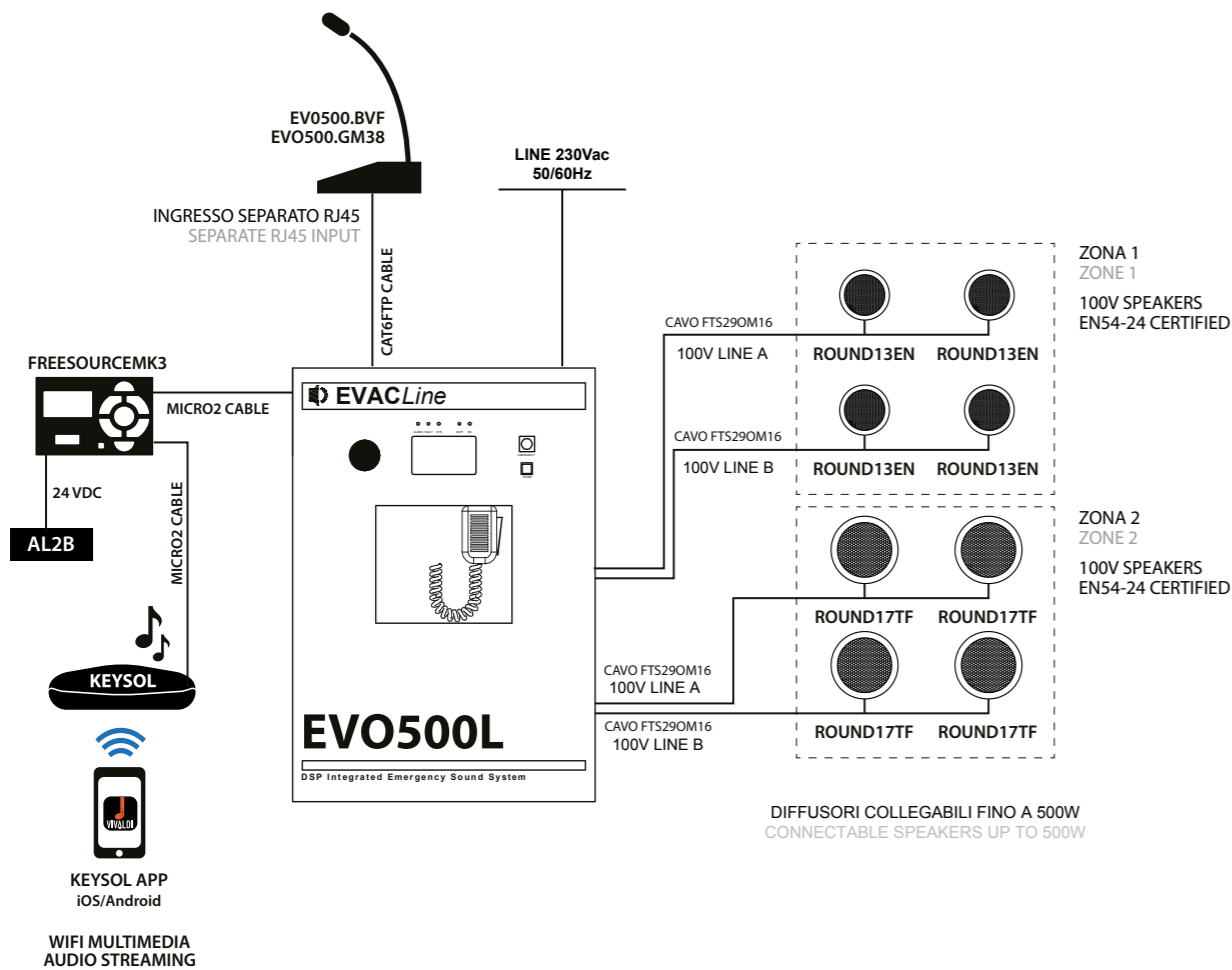 EV0500.BVF
EVO500.GM38
LINE 230Vac
50/60Hz
INGRESSO SEPARATO RJ45
SEPARATE RJ45 INPUT
CAT6FTP CABLE
ZONA 1
ZONE 1
100V SPEAKERS
EN54-24 CERTIFIED
CAVO FTS29OM16
100V LINE A
ROUND13EN
ROUND13EN
FREESOURCEMK3
MICRO2 CABLE
EVACLine
CAVO FTS29OM16
100V LINE B
ROUND13EN
ROUND13EN
24 VDC
MICRO2 CABLE
AL2B
ZONA 2
ZONE 2
100V SPEAKERS
EN54-24 CERTIFIED
ROUND17TF
ROUND17TF
CAVO FTS29OM16
100V LINE A
KEYSOL
CAVO FTS29OM16
100V LINE B
ROUND17TF
ROUND17TF
EVO500L
DSP Integrated Emergency Sound System
VIVALDI
DIFFUSORI COLLEGABILI FINO A 500W
CONNECTABLE SPEAKERS UP TO 500W
KEYSOL APP
iOS/Android
WIFI MULTIMEDIA
AUDIO STREAMING